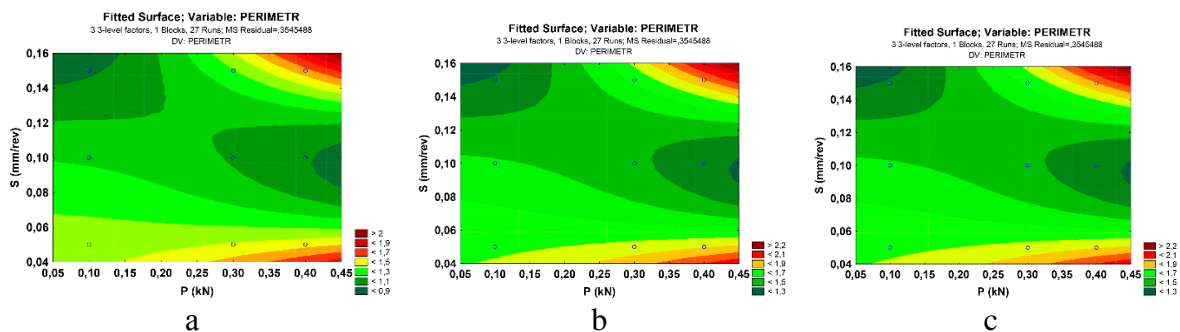 Fitted Surface; Variable: PERIMETR
3 3-level factors, 1 Blocks, 27 Runs; MS Residual=,3545488
DV: PERIMETR
0,16
0,14
0,12
0,10
0,08
0,06
0,04
S (mm/rev)
0,05 0,10 0,15 0,20 0,25 0,30 0,35 0,40 0,45
P (kN)
> 2
< 1,9
< 1,7
< 1,5
< 1,3
< 1,1
< 0,9
a
Fitted Surface; Variable: PERIMETR
3 3-level factors, 1 Blocks, 27 Runs; MS Residual=,3545488
DV: PERIMETR
0,16
0,14
0,12
0,10
0,08
0,06
0,04
S (mm/rev)
0,05 0,10 0,15 0,20 0,25 0,30 0,35 0,40 0,45
P (kN)
> 2,2
< 2,1
< 1,9
< 1,7
< 1,5
< 1,3
b
Fitted Surface; Variable: PERIMETR
3 3-level factors, 1 Blocks, 27 Runs; MS Residual=,3545488
DV: PERIMETR
0,16
0,14
0,12
0,10
0,08
0,06
0,04
S (mm/rev)
0,05 0,10 0,15 0,20 0,25 0,30 0,35 0,40 0,45
P (kN)
> 2,2
< 2,1
< 1,9
< 1,7
< 1,5
< 1,3
c